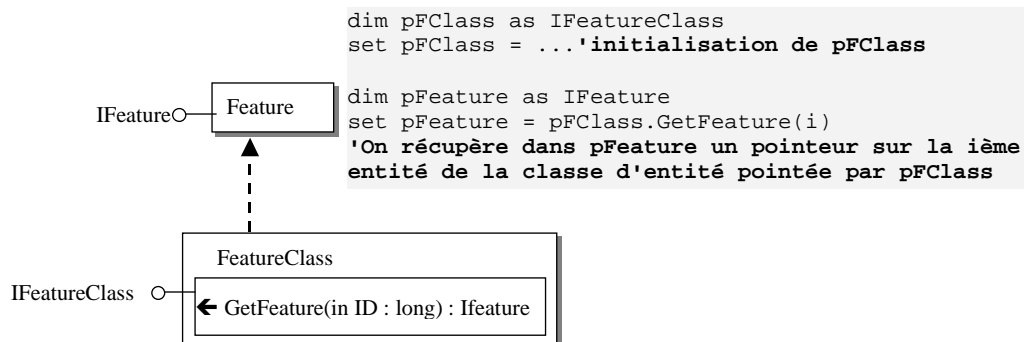 dim pFClass as IFeatureClass
set pFClass = ...'initialisation de pFClass
dim pFeature as IFeature
set pFeature = pFClass.GetFeature(i)
'On récupère dans pFeature un pointeur sur la ième
entité de la classe d'entité pointée par pFClass
IFeature
Feature
FeatureClass
IFeatureClass
← GetFeature(in ID : long) : Ifeature